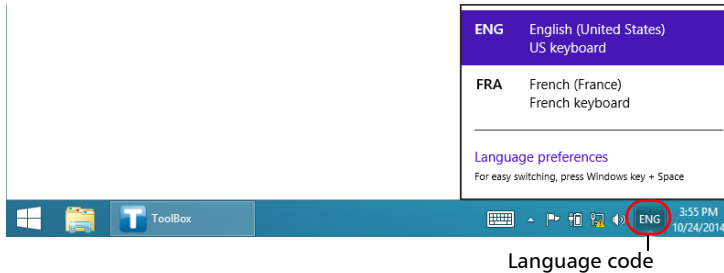 ENG English (United States)
US keyboard
FRA French (France)
French keyboard
Language preferences
For easy switching, press Windows key + Space
T ToolBox
ENG 3:55 PM
10/24/2014
Language code